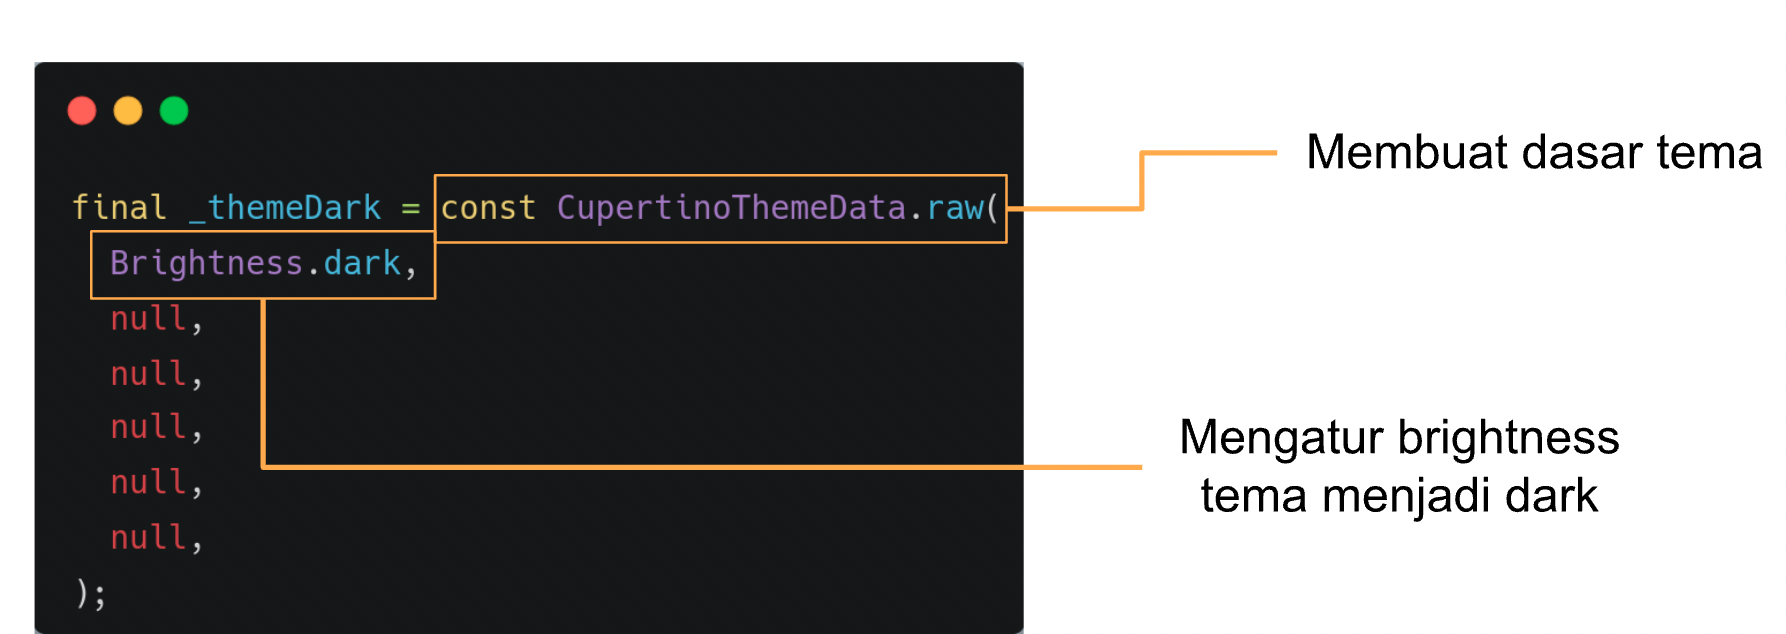 final _themeDark = const CupertinoThemeData.raw(
Brightness.dark,
null,
null,
null,
null,
null,
);
Membuat dasar tema
Mengatur brightness
tema menjadi dark